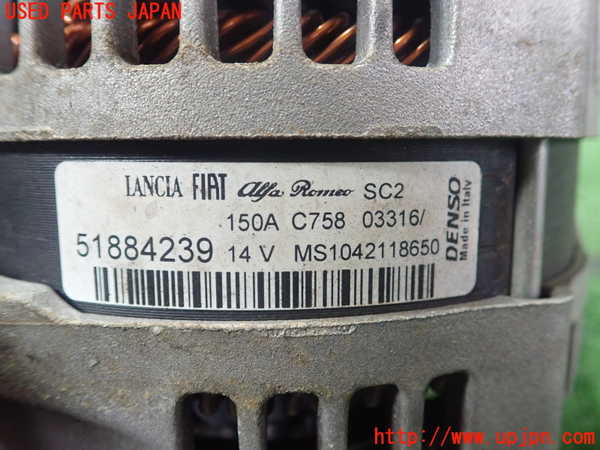 USED PARTS JAPAN
LANCIA FIAT Alfa Romeo SC2
150A C758 03316/
51884239 14 V MS1042118650
DENSO
Made in Italy
http://www.upjpn.com/